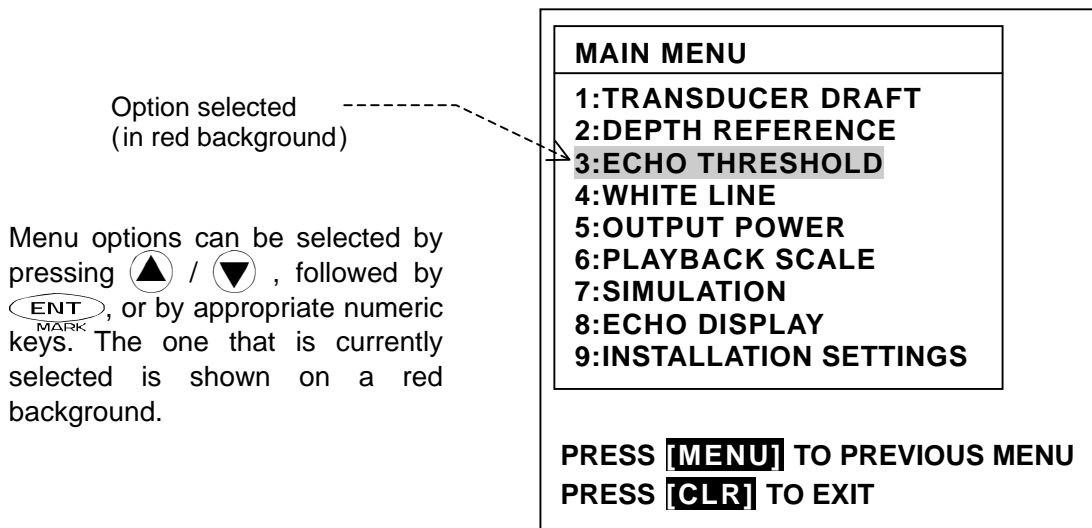 Option selected
(in red background)
Menu options can be selected by
pressing ▲ / ▼ , followed by
ENT
MARK
, or by appropriate numeric
keys. The one that is currently
selected is shown on a red
background.
MAIN MENU
1:TRANSDUCER DRAFT
2:DEPTH REFERENCE
3:ECHO THRESHOLD
4:WHITE LINE
5:OUTPUT POWER
6:PLAYBACK SCALE
7:SIMULATION
8:ECHO DISPLAY
9:INSTALLATION SETTINGS
PRESS [MENU] TO PREVIOUS MENU
PRESS [CLR] TO EXIT